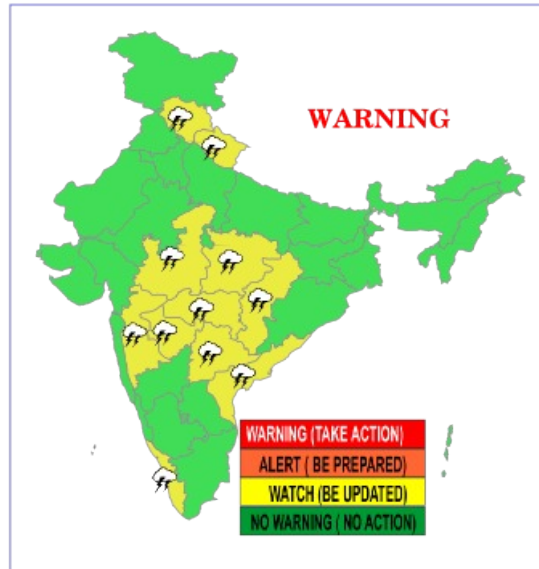 WARNING
WARNING (TAKE ACTION)
ALERT ( BE PREPARED)
WATCH (BE UPDATED)
NO WARNING ( NO ACTION)